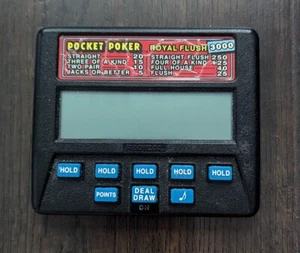 POCKET POKER
ROYAL FLUSH 3000
STRAIGHT 20
THREE OF A KIND 15
TWO PAIR 10
JACKS OR BETTER 5
STRAIGHT FLUSH 250
FOUR OF A KIND 125
FULL HOUSE 40
FLUSH 25
HOLD HOLD HOLD HOLD HOLD
POINTS
DEAL
DRAW
ON